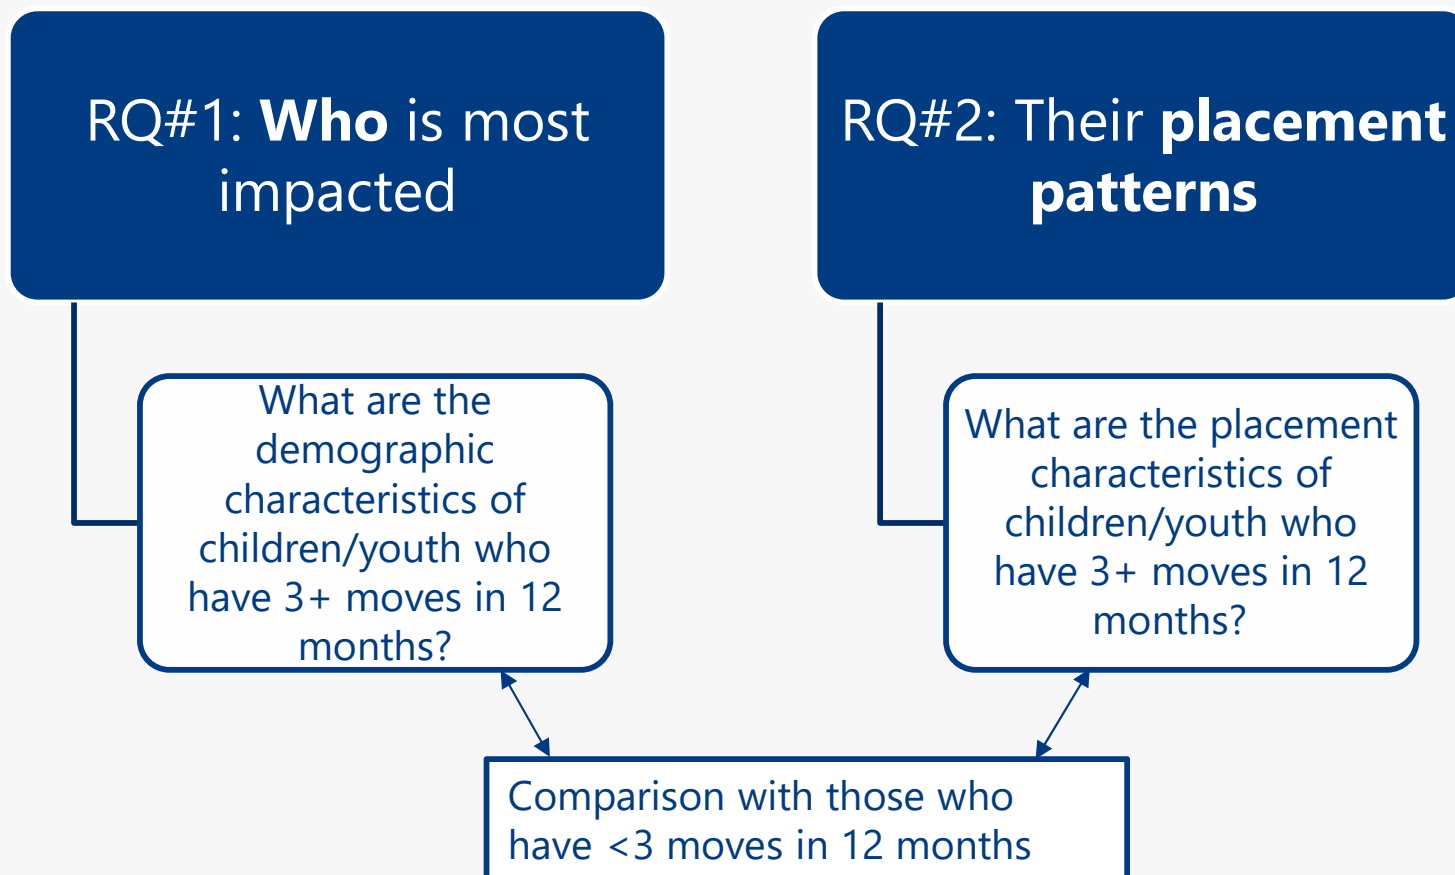 RQ#1: Who is most
impacted
RQ#2: Their placement
patterns
What are the
demographic
characteristics of
children/youth who
have 3+ moves in 12
months?
What are the placement
characteristics of
children/youth who
have 3+ moves in 12
months?
Comparison with those who
have <3 moves in 12 months